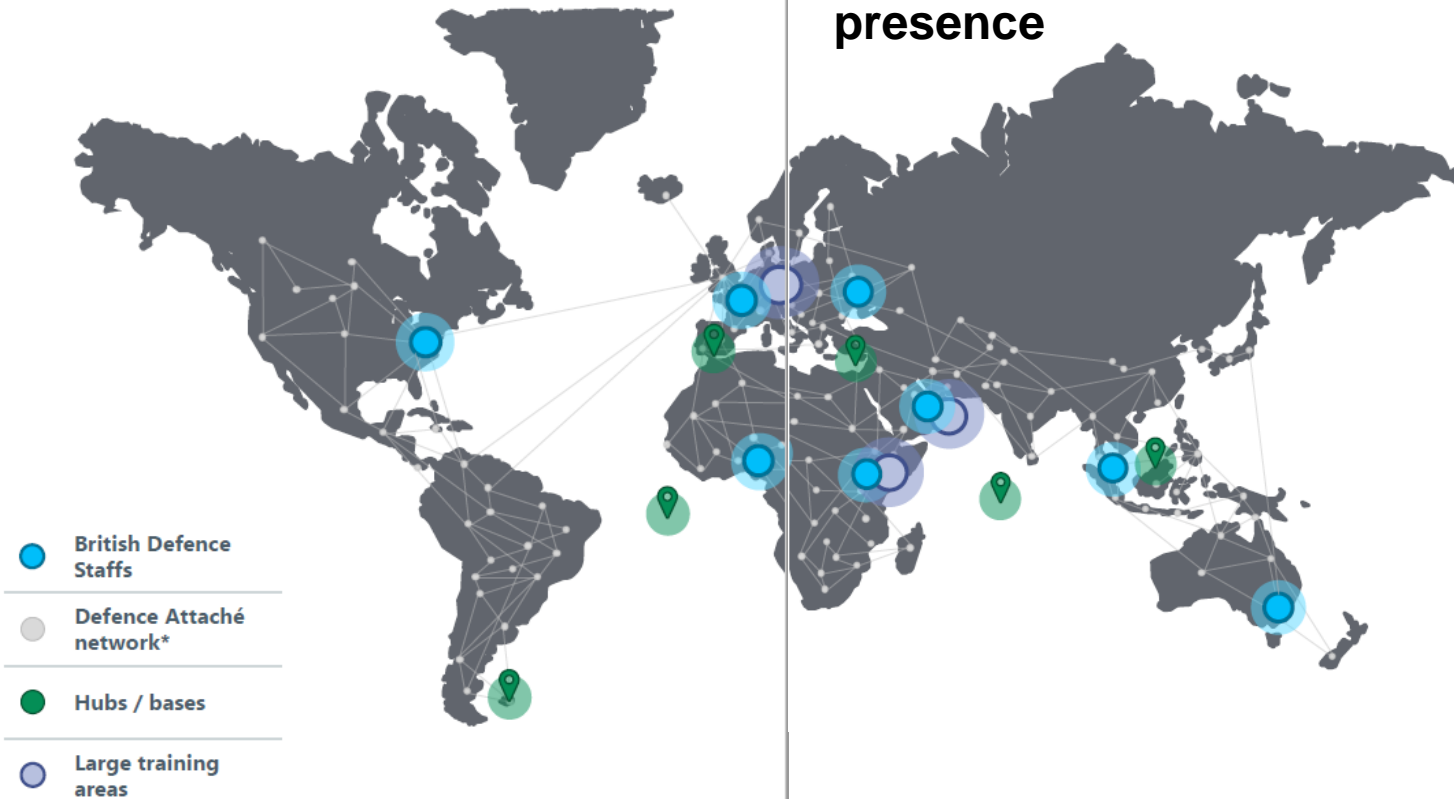 presence
British Defence
Staffs
Defence Attaché
network*
Hubs / bases
Large training
areas